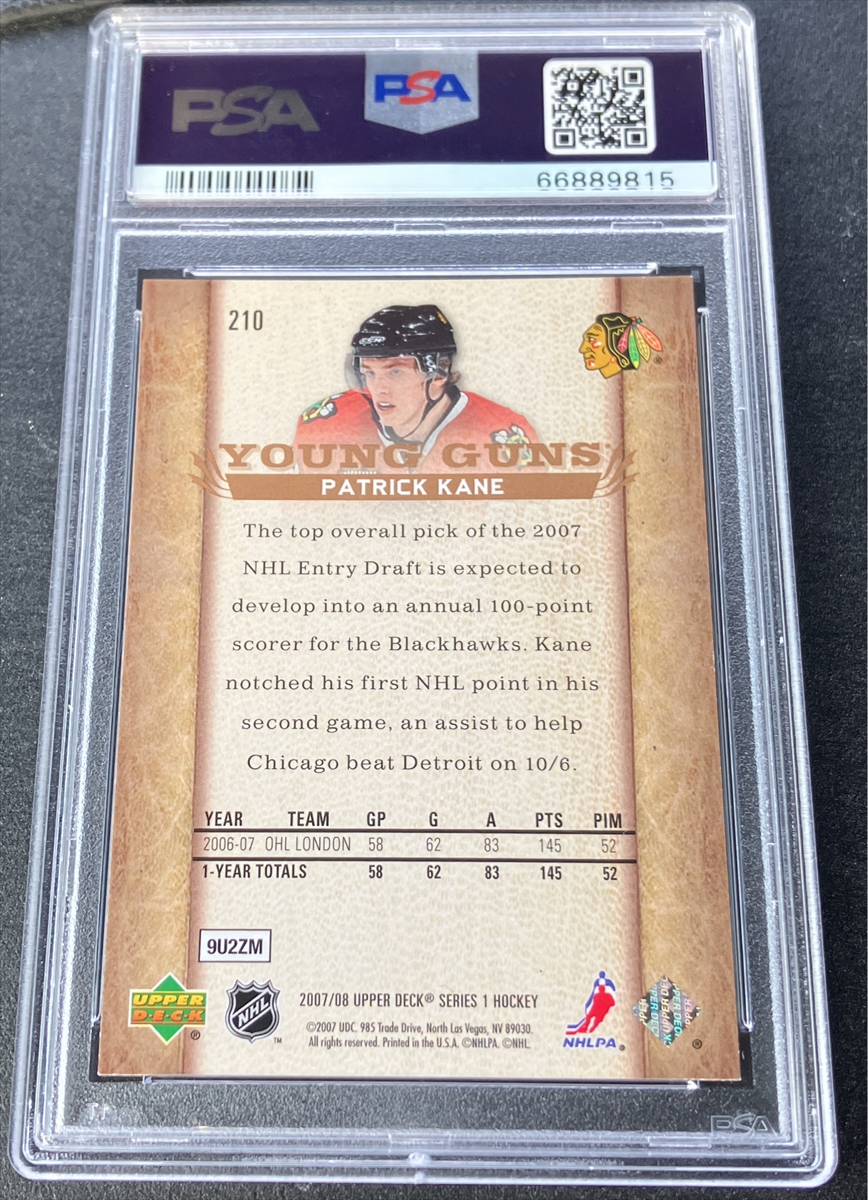 PSA
PSA
66889815
210
YOUNG GUNS
PATRICK KANE
The top overall pick of the 2007
NHL Entry Draft is expected to
develop into an annual 100-point
scorer for the Blackhawks. Kane
notched his first NHL point in his
second game, an assist to help
Chicago beat Detroit on 10/6.
YEAR TEAM GP G A PTS PIM
2006-07 OHL LONDON 58 62 83 145 52
1-YEAR TOTALS 58 62 83 145 52
9U2ZM
UPPER
D·E·C·K ®
NHL ™
2007/08 UPPER DECK® SERIES 1 HOCKEY
©2007 UDC. 985 Trade Drive, North Las Vegas, NV 89030.
All rights reserved. Printed in the U.S.A. ©NHLPA. ©NHL.
NHLPA ®
UPPER DECK
®
PSA